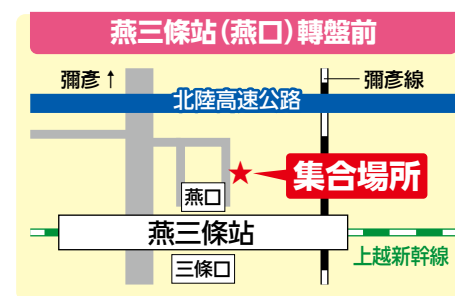 燕三條站(燕口)轉盤前
彌彥↑
彌彥線
北陸高速公路
集合場所
燕口
燕三條站
三條口
上越新幹線